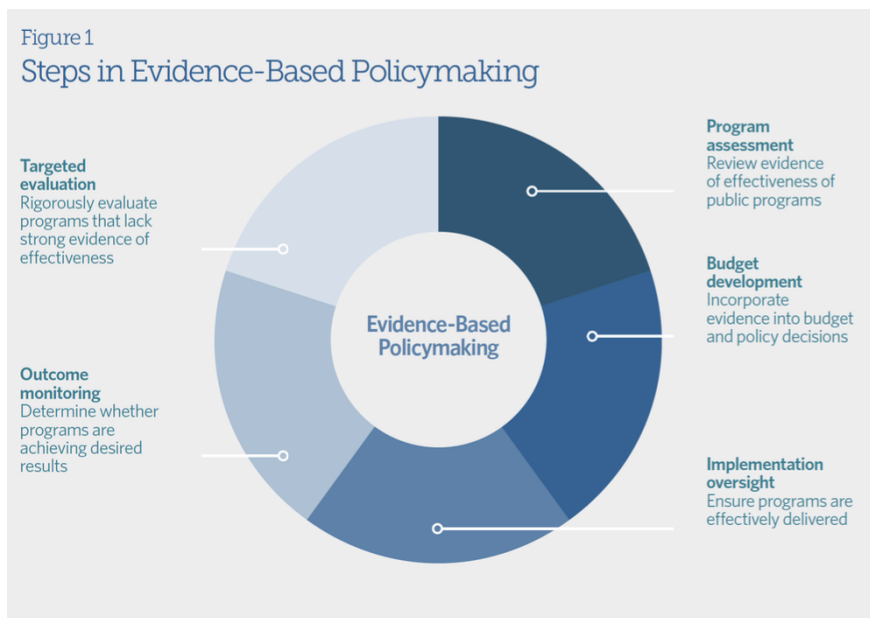 Figure 1
Steps in Evidence-Based Policymaking
Program
assessment
Review evidence
of effectiveness of
public programs
Budget
development
Incorporate
evidence into budget
and policy decisions
Implementation
oversight
Ensure programs are
effectively delivered
Outcome
monitoring
Determine whether
programs are
achieving desired
results
Targeted
evaluation
Rigorously evaluate
programs that lack
strong evidence of
effectiveness
Evidence-Based
Policymaking